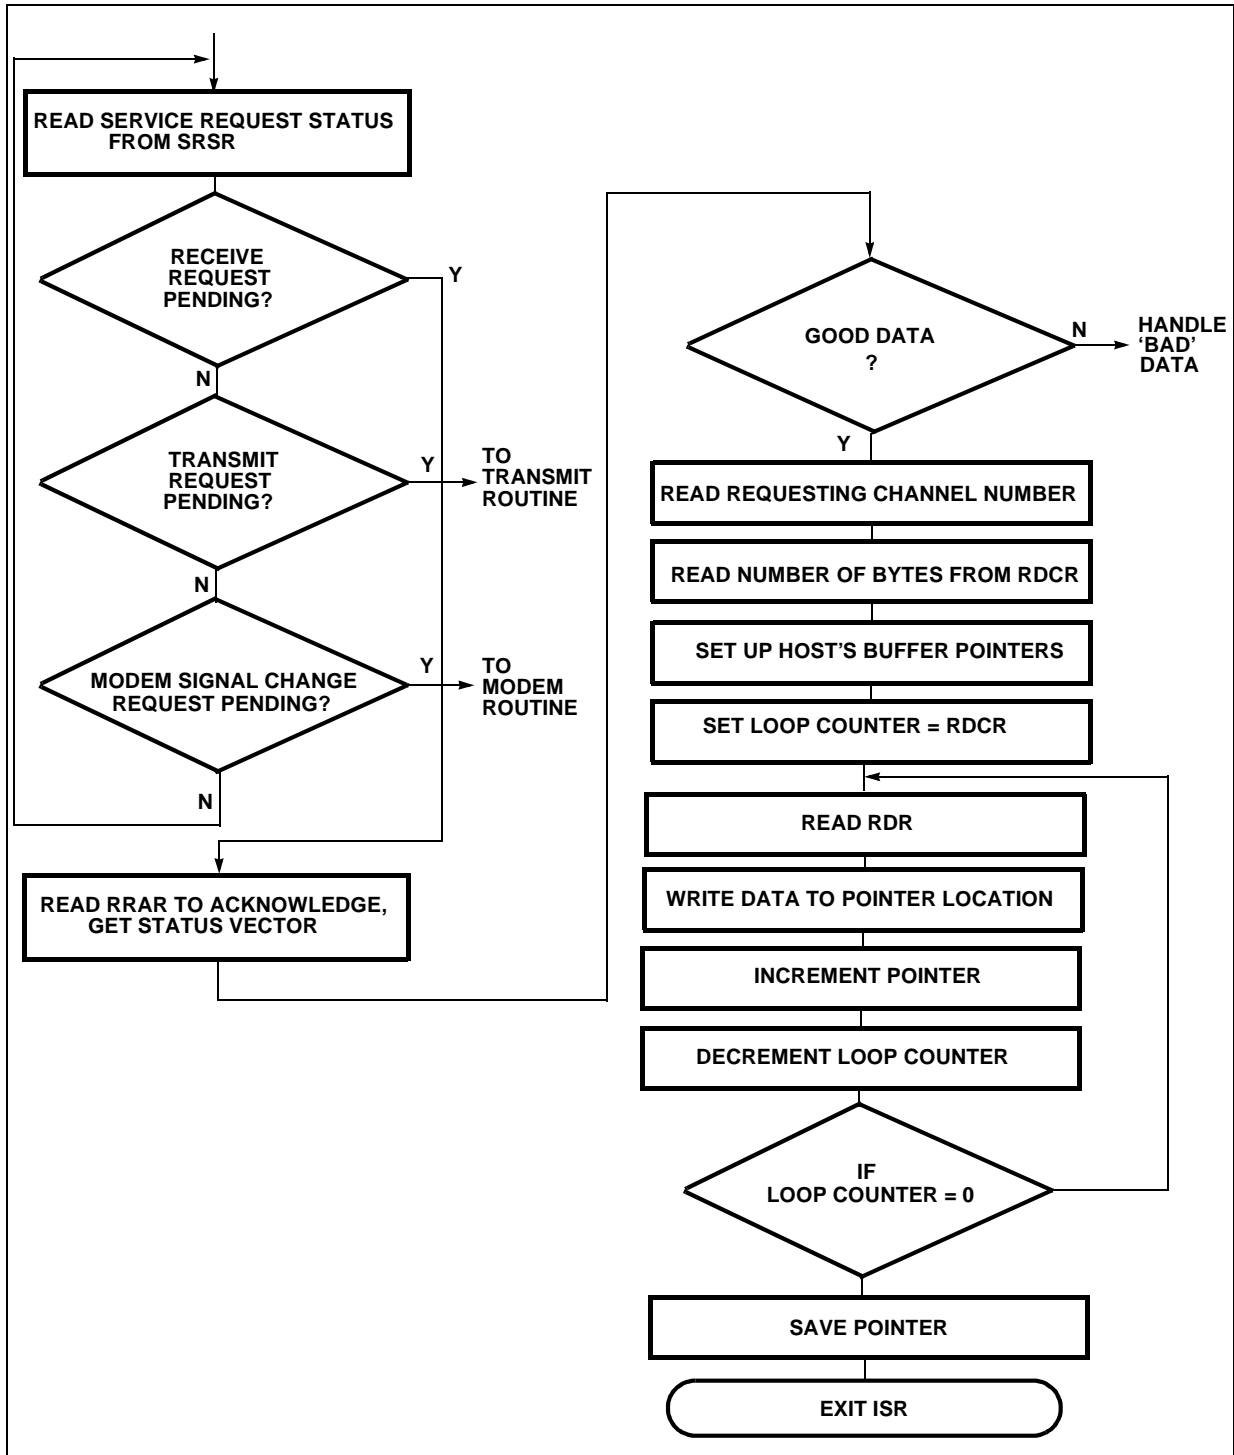 READ SERVICE REQUEST STATUS
FROM SRSR
RECEIVE
REQUEST
PENDING?
Y
N
TRANSMIT
REQUEST
PENDING?
Y
TO
TRANSMIT
ROUTINE
N
MODEM SIGNAL CHANGE
REQUEST PENDING?
Y
TO
MODEM
ROUTINE
N
READ RRAR TO ACKNOWLEDGE,
GET STATUS VECTOR
GOOD DATA
?
N
HANDLE
‘BAD’
DATA
Y
READ REQUESTING CHANNEL NUMBER
READ NUMBER OF BYTES FROM RDCR
SET UP HOST'S BUFFER POINTERS
SET LOOP COUNTER = RDCR
READ RDR
WRITE DATA TO POINTER LOCATION
INCREMENT POINTER
DECREMENT LOOP COUNTER
IF
LOOP COUNTER = 0
SAVE POINTER
EXIT ISR